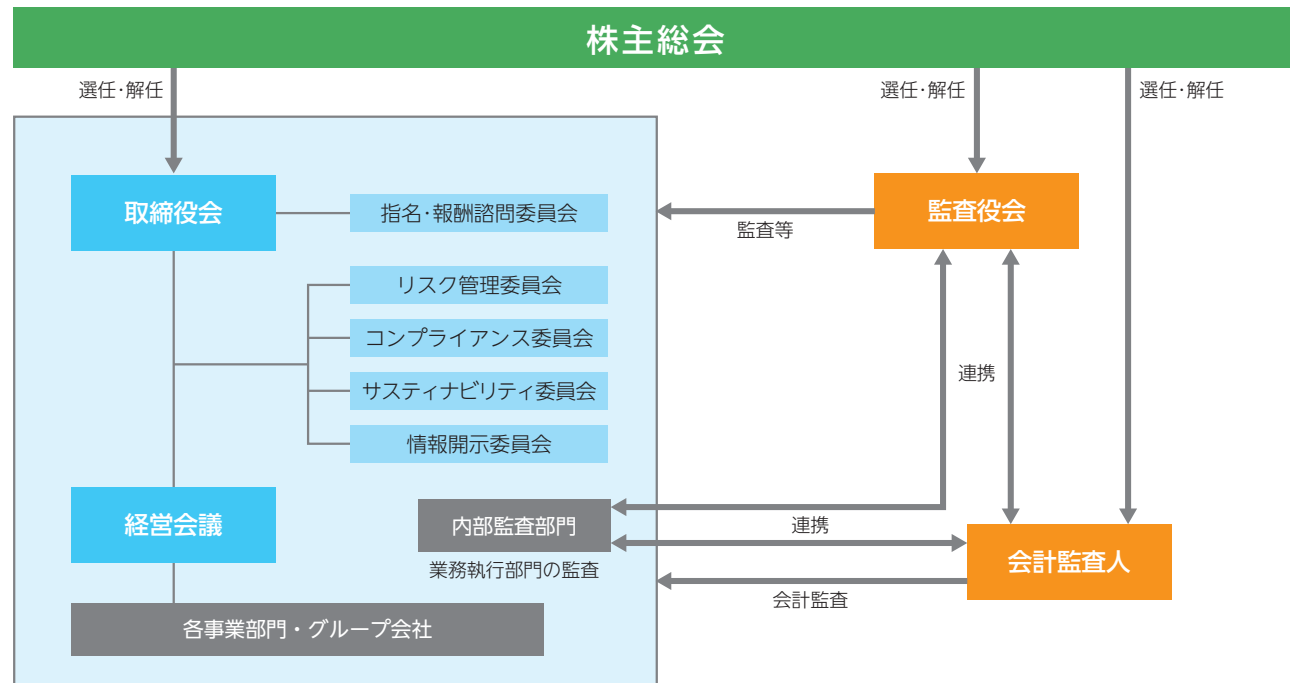 株主総会
選任・解任
選任・解任
選任・解任
取締役会
指名・報酬諮問委員会
監査役会
監査等
リスク管理委員会
コンプライアンス委員会
サスティナビリティ委員会
情報開示委員会
連携
経営会議
内部監査部門
連携
業務執行部門の監査
会計監査人
会計監査
各事業部門・グループ会社